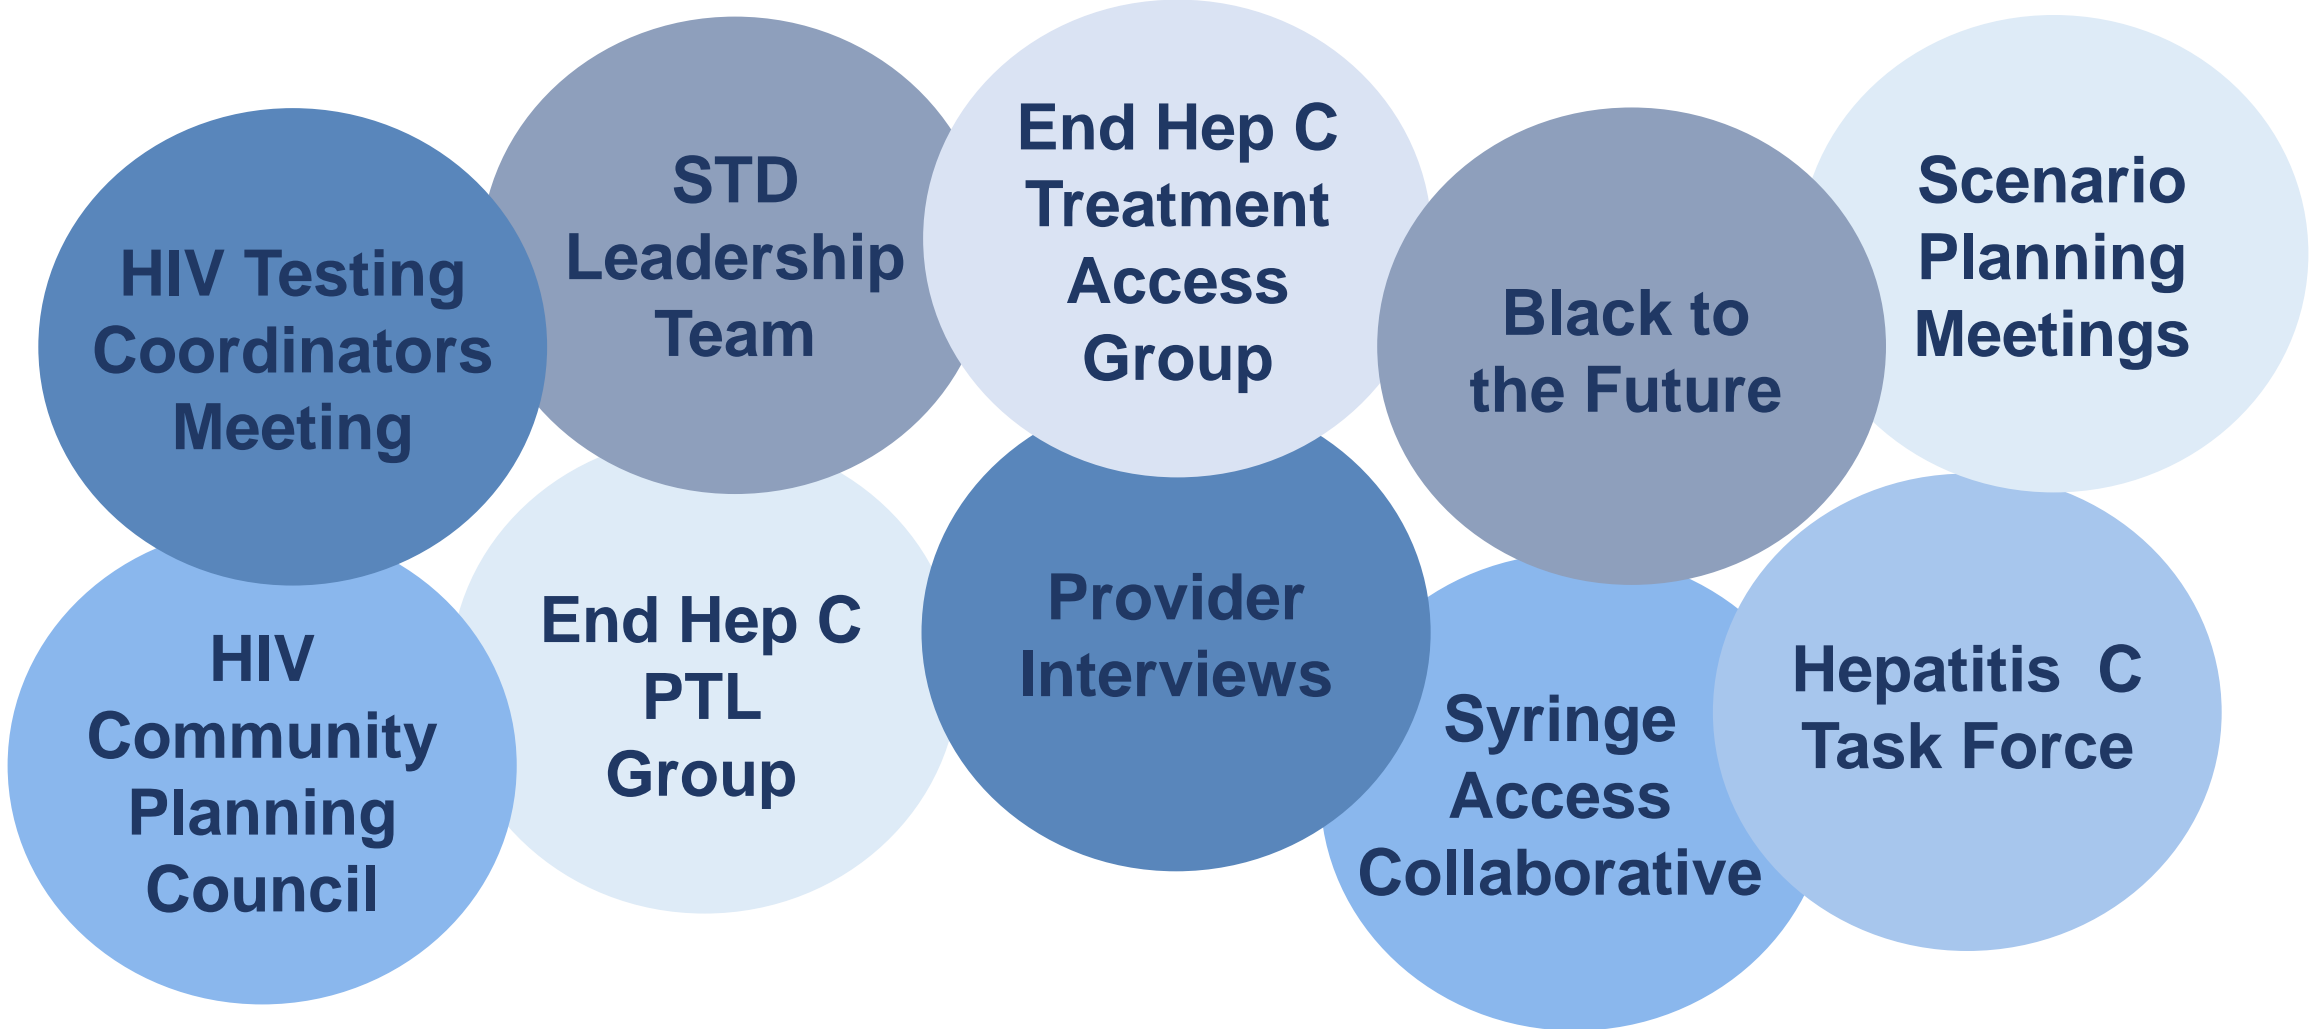 HIV Testing
Coordinators
Meeting
STD
Leadership
Team
End Hep C
Treatment
Access
Group
Black to
the Future
Scenario
Planning
Meetings
HIV
Community
Planning
Council
End Hep C
PTL
Group
Provider
Interviews
Syringe
Access
Collaborative
Hepatitis  C
Task Force